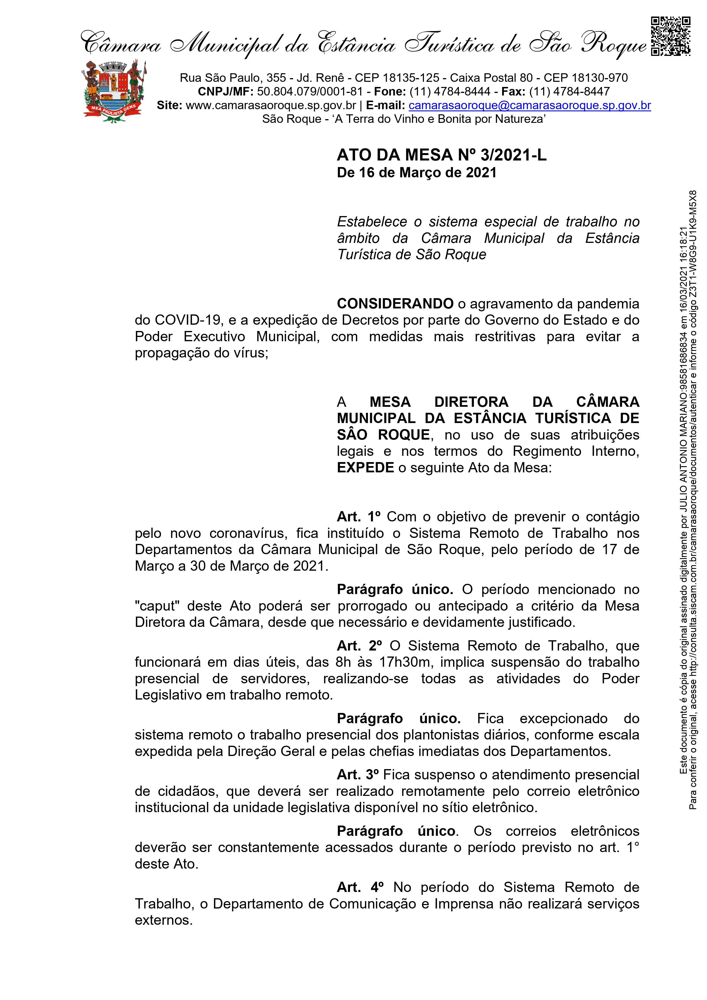 Câmara Municipal da Estância Turística de São Roque
Rua São Paulo, 355 - Jd. Renê - CEP 18135-125 - Caixa Postal 80 - CEP 18130-970
CNPJ/MF: 50.804.079/0001-81 - Fone: (11) 4784-8444 - Fax: (11) 4784-8447
Site: www.camarasaoroque.sp.gov.br | E-mail: camarasaoroque@camarasaoroque.sp.gov.br
São Roque - ‘A Terra do Vinho e Bonita por Natureza’
MEA PAULISTA GENS
ATO DA MESA Nº 3/2021-L
De 16 de Março de 2021
Estabelece o sistema especial de trabalho no
âmbito da Câmara Municipal da Estância
Turística de São Roque
CONSIDERANDO o agravamento da pandemia
do COVID-19, e a expedição de Decretos por parte do Governo do Estado e do
Poder Executivo Municipal, com medidas mais restritivas para evitar a
propagação do vírus;
A MESA DIRETORA DA CÂMARA
MUNICIPAL DA ESTÂNCIA TURÍSTICA DE
SÂO ROQUE, no uso de suas atribuições
legais e nos termos do Regimento Interno,
EXPEDE o seguinte Ato da Mesa:
Art. 1º Com o objetivo de prevenir o contágio
pelo novo coronavírus, fica instituído o Sistema Remoto de Trabalho nos
Departamentos da Câmara Municipal de São Roque, pelo período de 17 de
Março a 30 de Março de 2021.
Parágrafo único. O período mencionado no
"caput" deste Ato poderá ser prorrogado ou antecipado a critério da Mesa
Diretora da Câmara, desde que necessário e devidamente justificado.
Art. 2º O Sistema Remoto de Trabalho, que
funcionará em dias úteis, das 8h às 17h30m, implica suspensão do trabalho
presencial de servidores, realizando-se todas as atividades do Poder
Legislativo em trabalho remoto.
Parágrafo único. Fica excepcionado do
sistema remoto o trabalho presencial dos plantonistas diários, conforme escala
expedida pela Direção Geral e pelas chefias imediatas dos Departamentos.
Art. 3º Fica suspenso o atendimento presencial
de cidadãos, que deverá ser realizado remotamente pelo correio eletrônico
institucional da unidade legislativa disponível no sítio eletrônico.
Parágrafo único. Os correios eletrônicos
deverão ser constantemente acessados durante o período previsto no art. 1°
deste Ato.
Art. 4º No período do Sistema Remoto de
Trabalho, o Departamento de Comunicação e Imprensa não realizará serviços
externos.
Este documento é cópia do original assinado digitalmente por JULIO ANTONIO MARIANO:98581686834 em 16/03/2021 16:18:21
Para conferir o original, acesse http://consulta.siscam.com.br/camarasaoroque/documentos/autenticar e informe o código Z3T1-W8G9-U1K9-M5X8